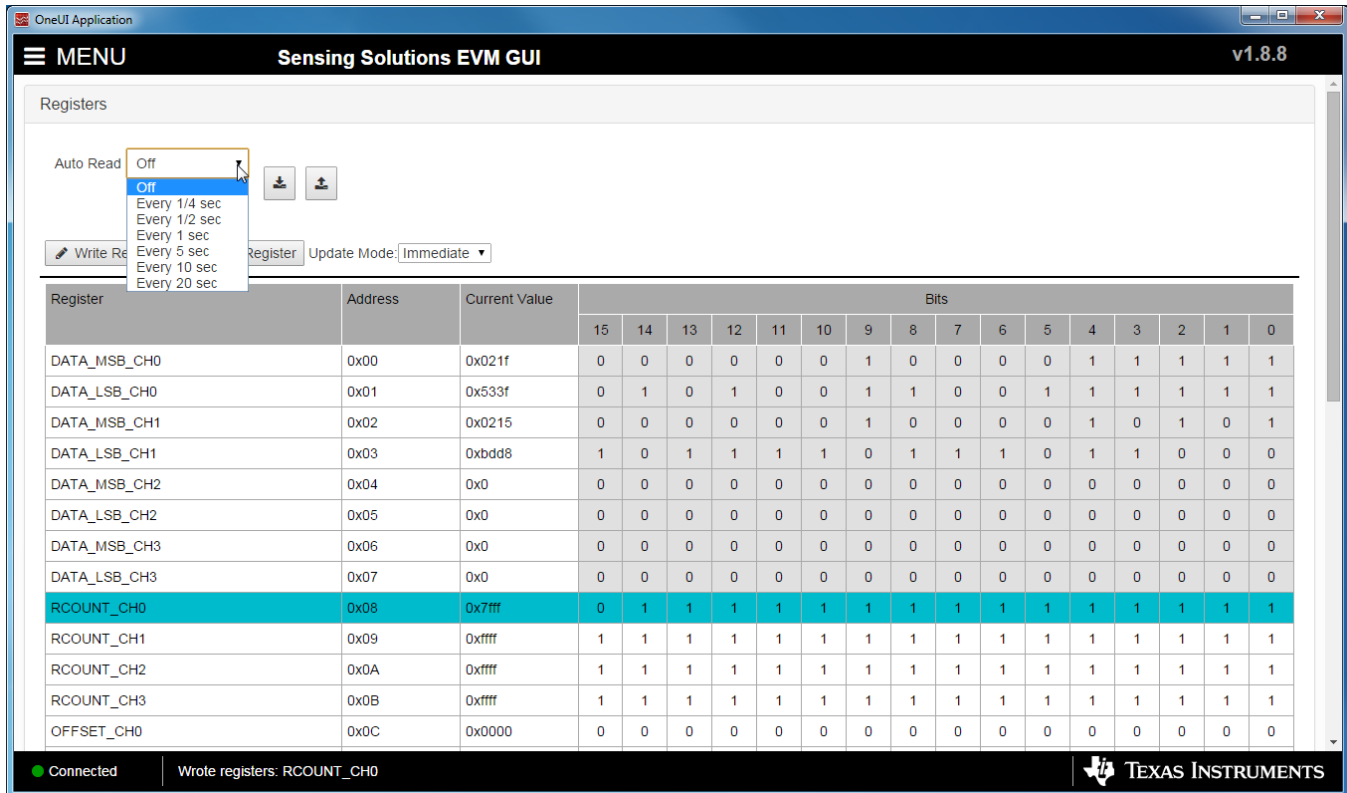 OneUI Application
MENU Sensing Solutions EVM GUI v1.8.8
Registers
Auto Read Off
Off
Every 1/4 sec
Every 1/2 sec
Every 1 sec
Every 5 sec
Every 10 sec
Every 20 sec
Write Re Register Update Mode: Immediate
Register Address Current Value Bits
15 14 13 12 11 10 9 8 7 6 5 4 3 2 1 0
DATA_MSB_CH0 0x00 0x021f 0 0 0 0 0 0 1 0 0 0 0 1 1 1 1 1
DATA_LSB_CH0 0x01 0x533f 0 1 0 1 0 0 1 1 0 0 1 1 1 1 1 1
DATA_MSB_CH1 0x02 0x0215 0 0 0 0 0 0 1 0 0 0 0 1 0 1 0 1
DATA_LSB_CH1 0x03 0xbdd8 1 0 1 1 1 1 0 1 1 1 0 1 1 0 0 0
DATA_MSB_CH2 0x04 0x0 0 0 0 0 0 0 0 0 0 0 0 0 0 0 0 0
DATA_LSB_CH2 0x05 0x0 0 0 0 0 0 0 0 0 0 0 0 0 0 0 0 0
DATA_MSB_CH3 0x06 0x0 0 0 0 0 0 0 0 0 0 0 0 0 0 0 0 0
DATA_LSB_CH3 0x07 0x0 0 0 0 0 0 0 0 0 0 0 0 0 0 0 0 0
RCOUNT_CH0 0x08 0x7fff 0 1 1 1 1 1 1 1 1 1 1 1 1 1 1 1
RCOUNT_CH1 0x09 0xffff 1 1 1 1 1 1 1 1 1 1 1 1 1 1 1 1
RCOUNT_CH2 0x0A 0xffff 1 1 1 1 1 1 1 1 1 1 1 1 1 1 1 1
RCOUNT_CH3 0x0B 0xffff 1 1 1 1 1 1 1 1 1 1 1 1 1 1 1 1
OFFSET_CH0 0x0C 0x0000 0 0 0 0 0 0 0 0 0 0 0 0 0 0 0 0
Connected Wrote registers: RCOUNT_CH0 TEXAS INSTRUMENTS